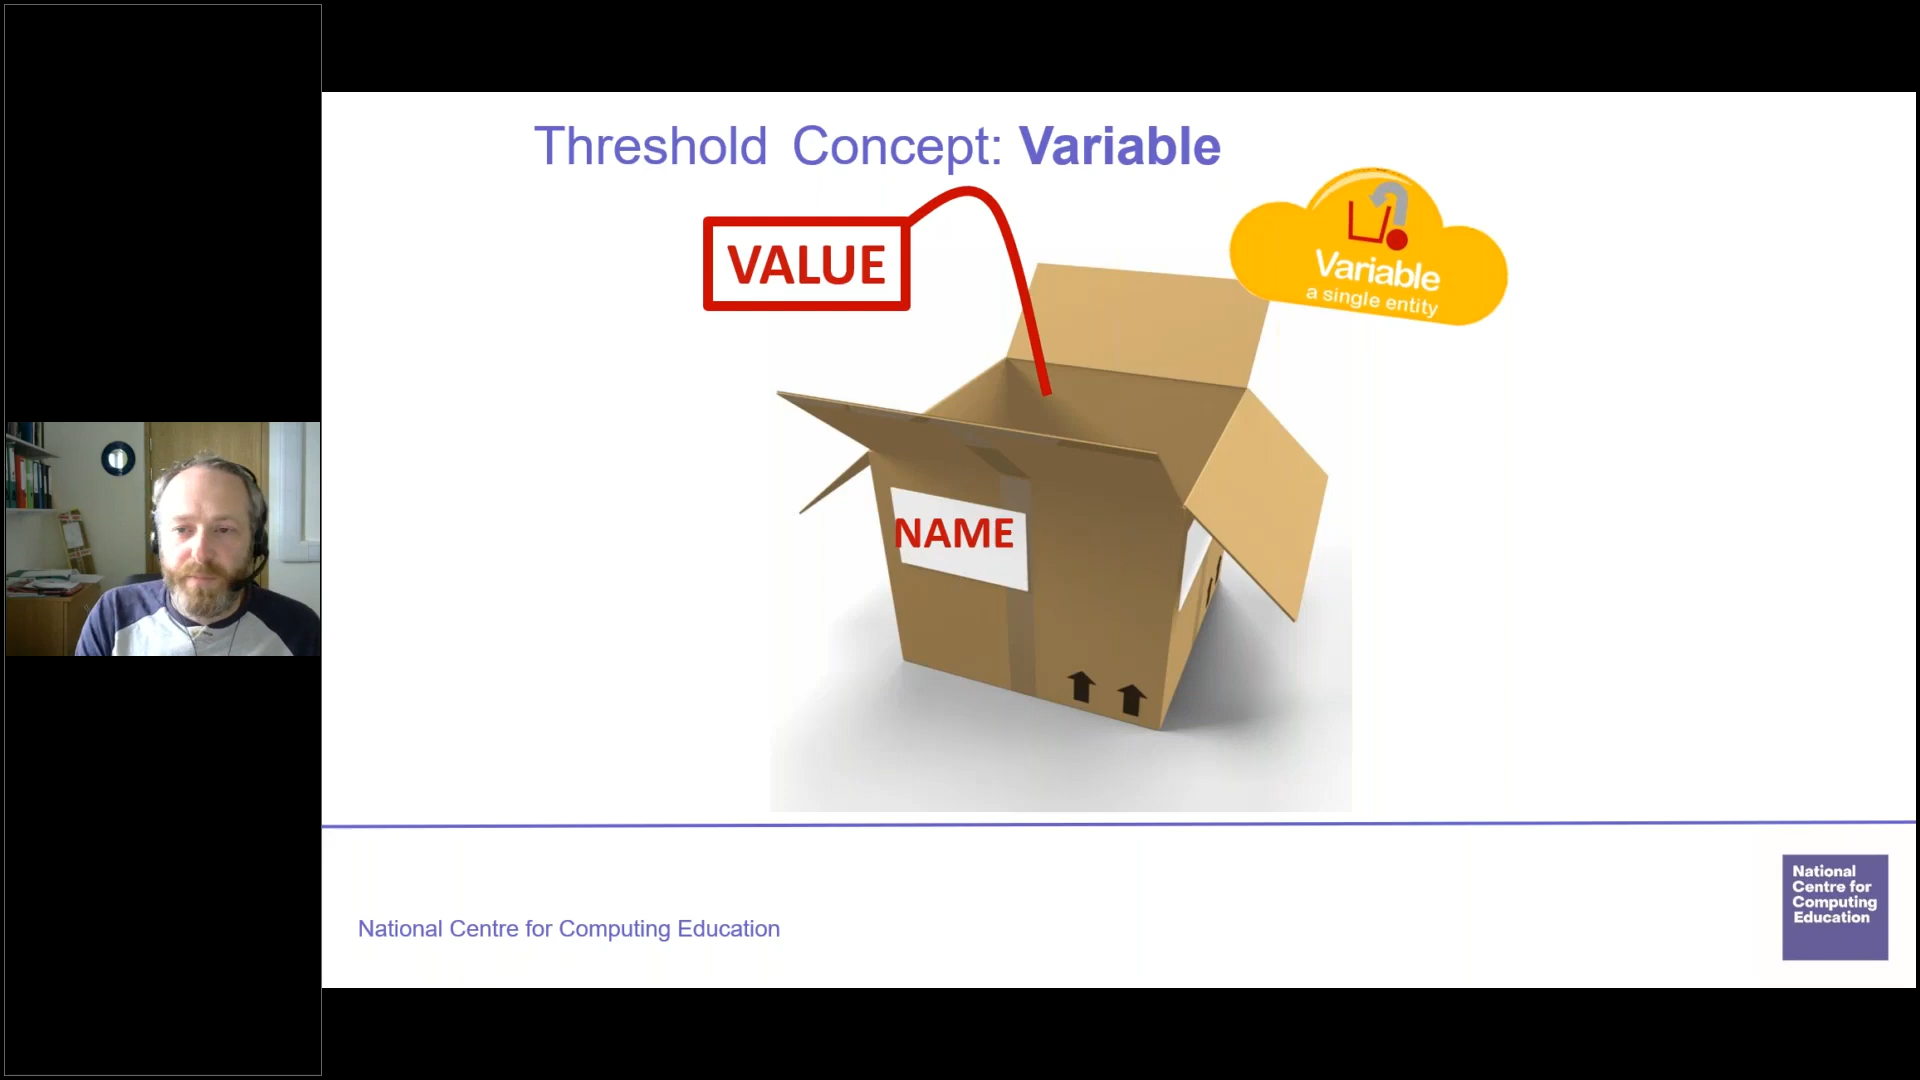 Threshold Concept: Variable
VALUE
Variable
a single entity
NAME
National Centre for Computing Education
National
Centre for
Computing
Education